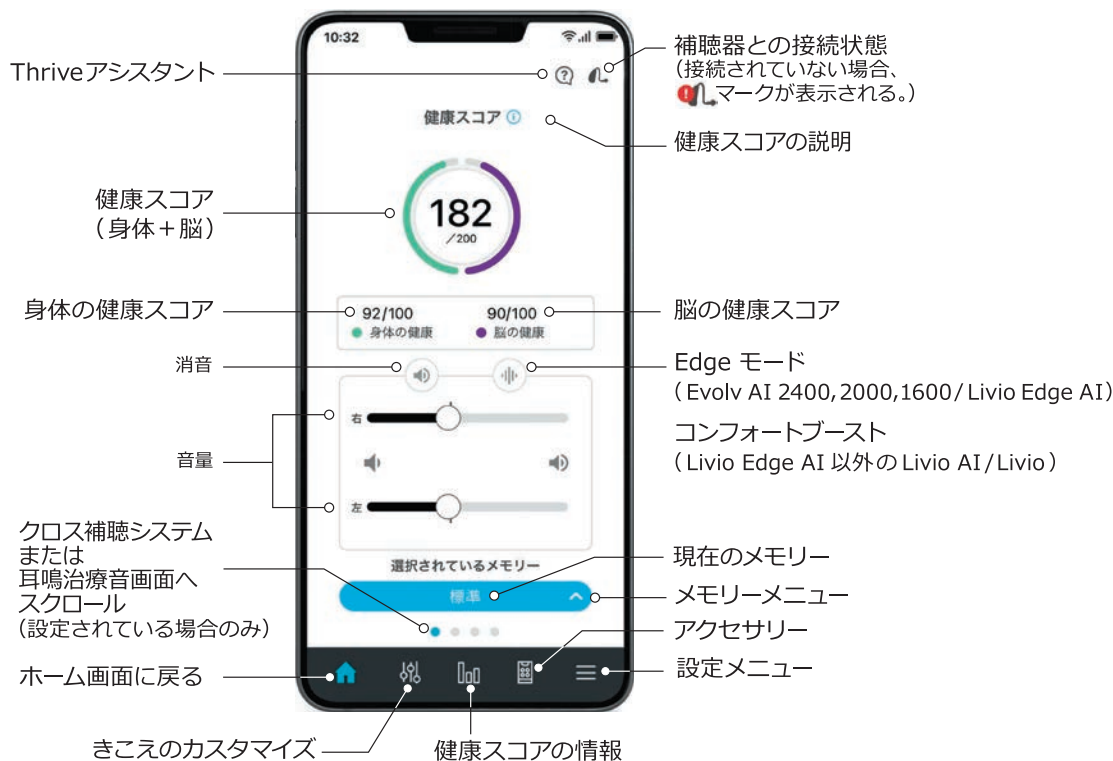 10:32
Thriveアシスタント
補聴器との接続状態
（接続されていない場合、
マークが表示される。）
健康スコア
健康スコアの説明
健康スコア
（身体＋脳）
182
/200
身体の健康スコア
92/100
身体の健康
90/100
脳の健康
脳の健康スコア
消音
Edge モード
（Evolv AI 2400,2000,1600/Livio Edge AI）
コンフォートブースト
（Livio Edge AI 以外の Livio AI/Livio）
右
音量
左
クロス補聴システム
または
耳鳴治療音画面へ
スクロール
（設定されている場合のみ）
選択されているメモリー
標準
現在のメモリー
メモリーメニュー
アクセサリー
設定メニュー
ホーム画面に戻る
きこえのカスタマイズ
健康スコアの情報